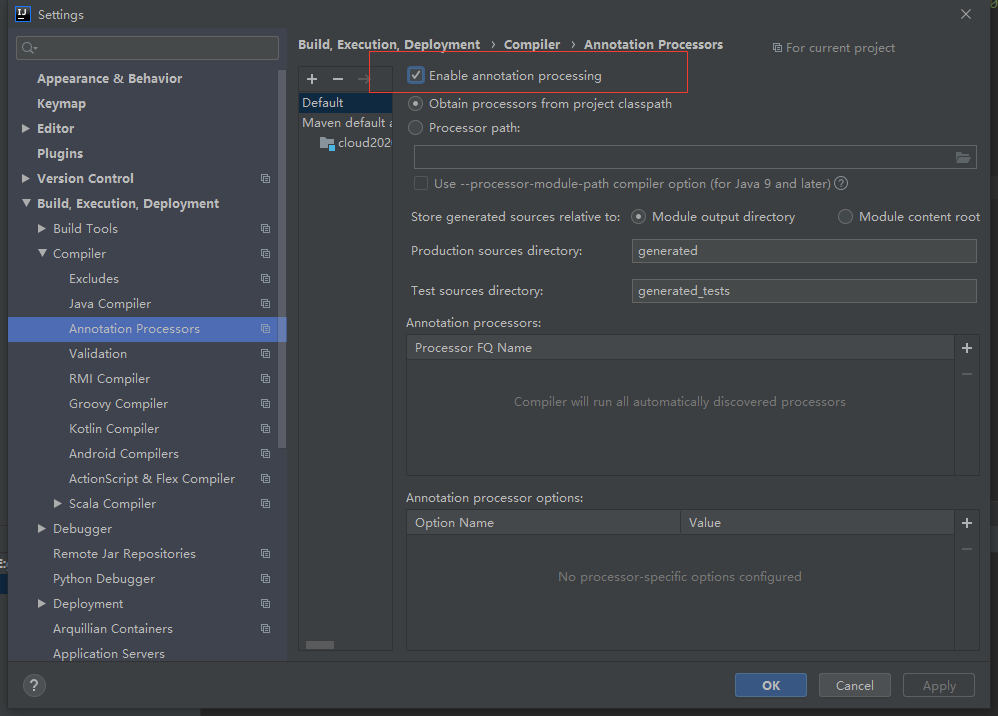 Settings
Appearance & Behavior
Keymap
Editor
Plugins
Version Control
Build, Execution, Deployment
Build Tools
Compiler
Excludes
Java Compiler
Annotation Processors
Validation
RMI Compiler
Groovy Compiler
Kotlin Compiler
Android Compilers
ActionScript & Flex Compiler
Scala Compiler
Debugger
Remote Jar Repositories
Python Debugger
Deployment
Arquillian Containers
Application Servers
Build, Execution, Deployment › Compiler › Annotation Processors
For current project
Default
Maven default a
cloud202
Enable annotation processing
Obtain processors from project classpath
Processor path:
Use --processor-module-path compiler option (for Java 9 and later)
Store generated sources relative to: Module output directory Module content root
Production sources directory: generated
Test sources directory: generated_tests
Annotation processors:
Processor FQ Name
Compiler will run all automatically discovered processors
Annotation processor options:
Option Name Value
No processor-specific options configured
? OK Cancel Apply